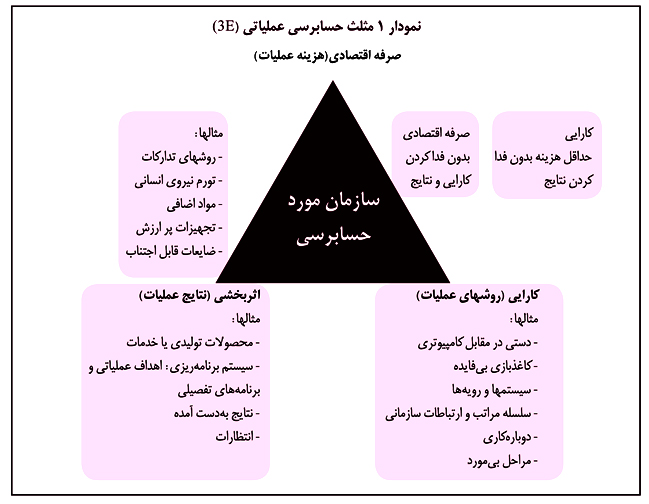 نمودار ۱ مثلث حسابرسی عملیاتی (3E)
صرفه اقتصادی(هزینه عملیات)
کارایی
حداقل هزینه بدون فدا
کردن نتایج
صرفه اقتصادی
بدون فداکردن
کارایی و نتایج
مثالها:
- روشهای تدارکات
- تورم نیروی انسانی
- مواد اضافی
- تجهیزات پر ارزش
- ضایعات قابل اجتناب
سازمان مورد
حسابرسی
کارایی (روشهای عملیات)
مثالها:
- دستی در مقابل کامپیوتری
- کاغذبازی بی‌فایده
- سیستمها و رویه‌ها
- سلسله مراتب و ارتباطات سازمانی
- دوباره‌کاری
- مراحل بی‌مورد
اثربخشی (نتایج عملیات)
مثالها:
- محصولات تولیدی یا خدمات
- سیستم برنامه‌ریزی: اهداف عملیاتی و
برنامه‌های تفصیلی
- نتایج به‌دست آمده
- انتظارات